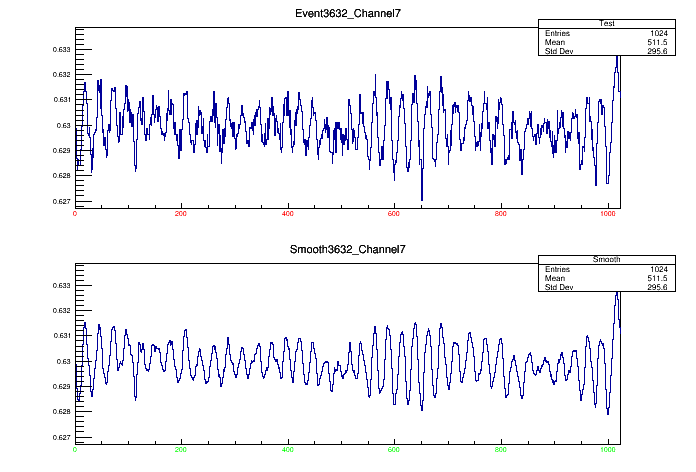 Event3632_Channel7
Test
Entries 1024
Mean 511.5
Std Dev 295.6
0.633
0.632
0.631
0.63
0.629
0.628
0.627
0 200 400 600 800 1000
Smooth3632_Channel7
Smooth
Entries 1024
Mean 511.5
Std Dev 295.6
0.633
0.632
0.631
0.63
0.629
0.628
0.627
0 200 400 600 800 1000